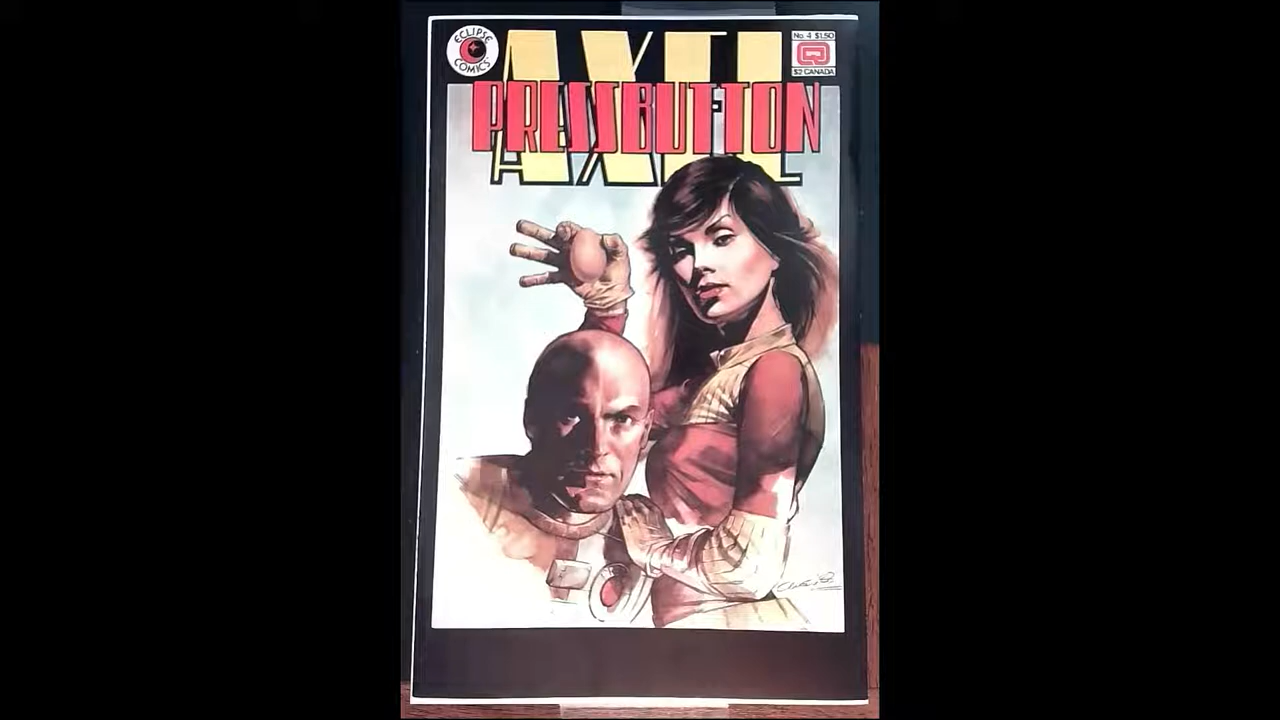 ECLIPSE
COMICS
No. 4 $1.50
$2 CANADA
AXEL
PRESSBUTTON